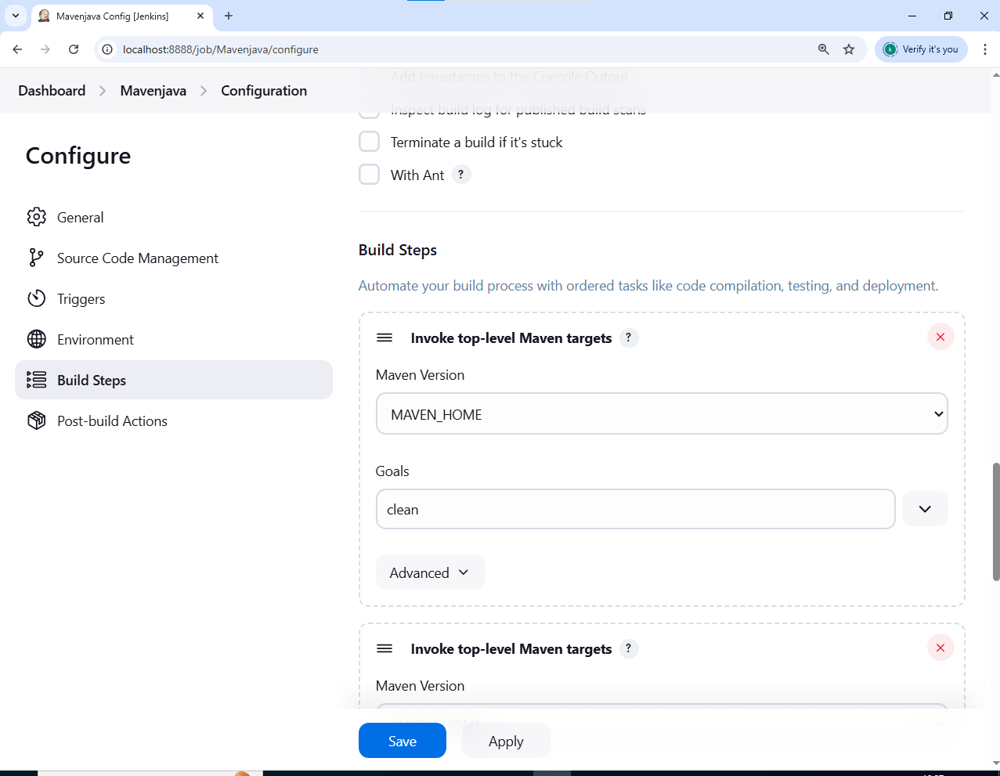 Mavenjava Config [Jenkins]
localhost:8888/job/Mavenjava/configure
k
Verify it's you
Dashboard
Mavenjava
Configuration
Add timestamps to the Console Output
Inspect build log for published build scans
Terminate a build if it's stuck
With Ant ?
Configure
General
Source Code Management
Triggers
Environment
Build Steps
Post-build Actions
Build Steps
Automate your build process with ordered tasks like code compilation, testing, and deployment.
Invoke top-level Maven targets ?
Maven Version
MAVEN_HOME
Goals
clean
Advanced
Invoke top-level Maven targets ?
Maven Version
MAVEN_HOME
Save
Apply